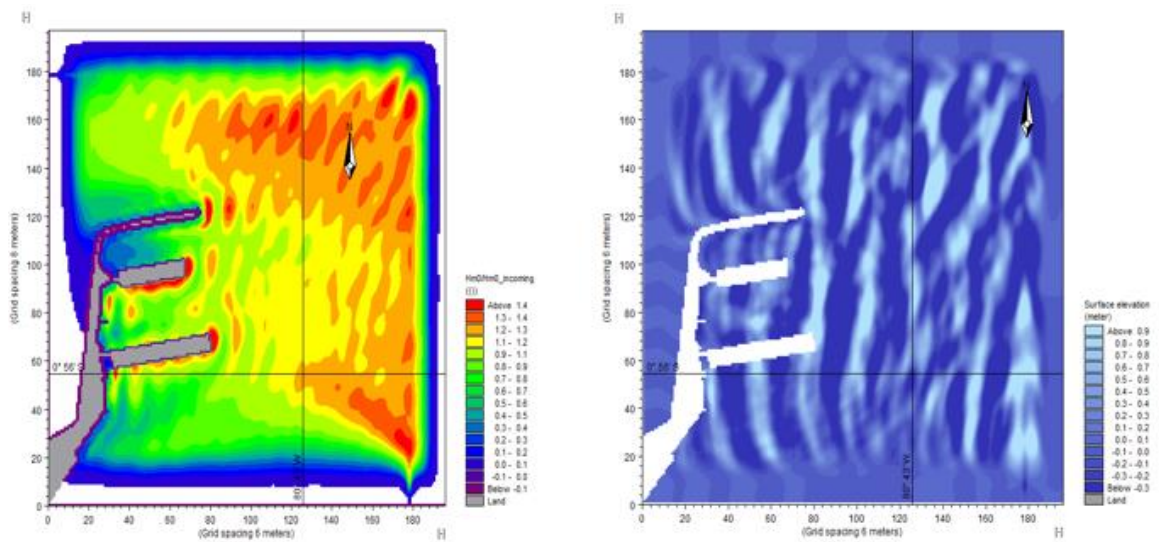 [-]
180
160
140
120
100
80
60
40
20
0
(Grid spacing 6 meters)
0 20 40 60 80 100 120 140 160 180
(Grid spacing 6 meters)
[-]
N
0° 56' S
Hm0/Hm0_incoming
(())
Above 1.4
1.3 - 1.4
1.2 - 1.3
1.1 - 1.2
1.0 - 1.1
0.9 - 1.0
0.8 - 0.9
0.7 - 0.8
0.6 - 0.7
0.5 - 0.6
0.4 - 0.5
0.3 - 0.4
0.2 - 0.3
0.1 - 0.2
0.0 - 0.1
-0.1 - 0.0
Below -0.1
Land
[-]
180
160
140
120
100
80
60
40
20
0
(Grid spacing 6 meters)
0 20 40 60 80 100 120 140 160 180
(Grid spacing 6 meters)
[-]
0° 56' S
80° 43' W
Surface elevation
(meter)
Above 0.9
0.8 - 0.9
0.7 - 0.8
0.6 - 0.7
0.5 - 0.6
0.4 - 0.5
0.3 - 0.4
0.2 - 0.3
0.1 - 0.2
0.0 - 0.1
-0.1 - 0.0
-0.2 - -0.1
-0.3 - -0.2
Below -0.3
Land